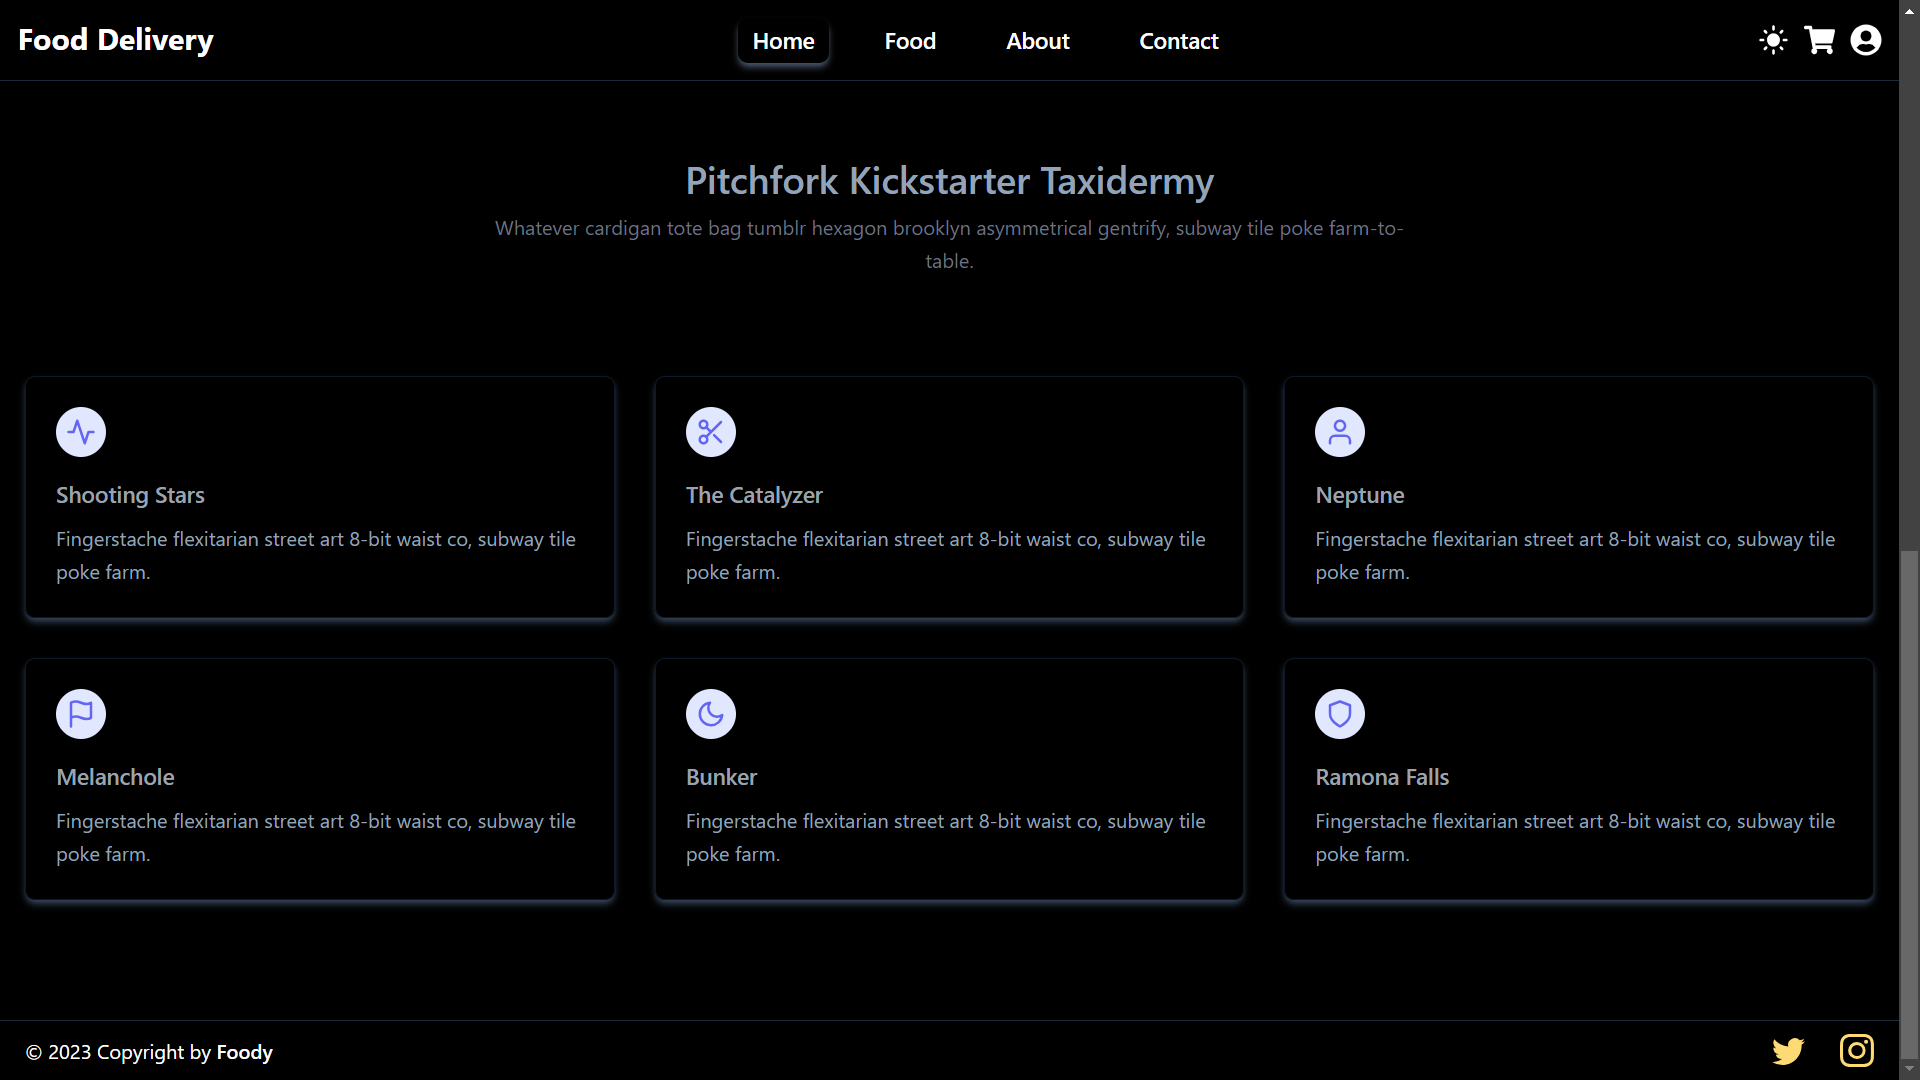 Food Delivery
Home
Food
About
Contact
Pitchfork Kickstarter Taxidermy
Whatever cardigan tote bag tumblr hexagon brooklyn asymmetrical gentrify, subway tile poke farm-to-
table.
Shooting Stars
Fingerstache flexitarian street art 8-bit waist co, subway tile
poke farm.
The Catalyzer
Fingerstache flexitarian street art 8-bit waist co, subway tile
poke farm.
Neptune
Fingerstache flexitarian street art 8-bit waist co, subway tile
poke farm.
Melanchole
Fingerstache flexitarian street art 8-bit waist co, subway tile
poke farm.
Bunker
Fingerstache flexitarian street art 8-bit waist co, subway tile
poke farm.
Ramona Falls
Fingerstache flexitarian street art 8-bit waist co, subway tile
poke farm.
© 2023 Copyright by Foody